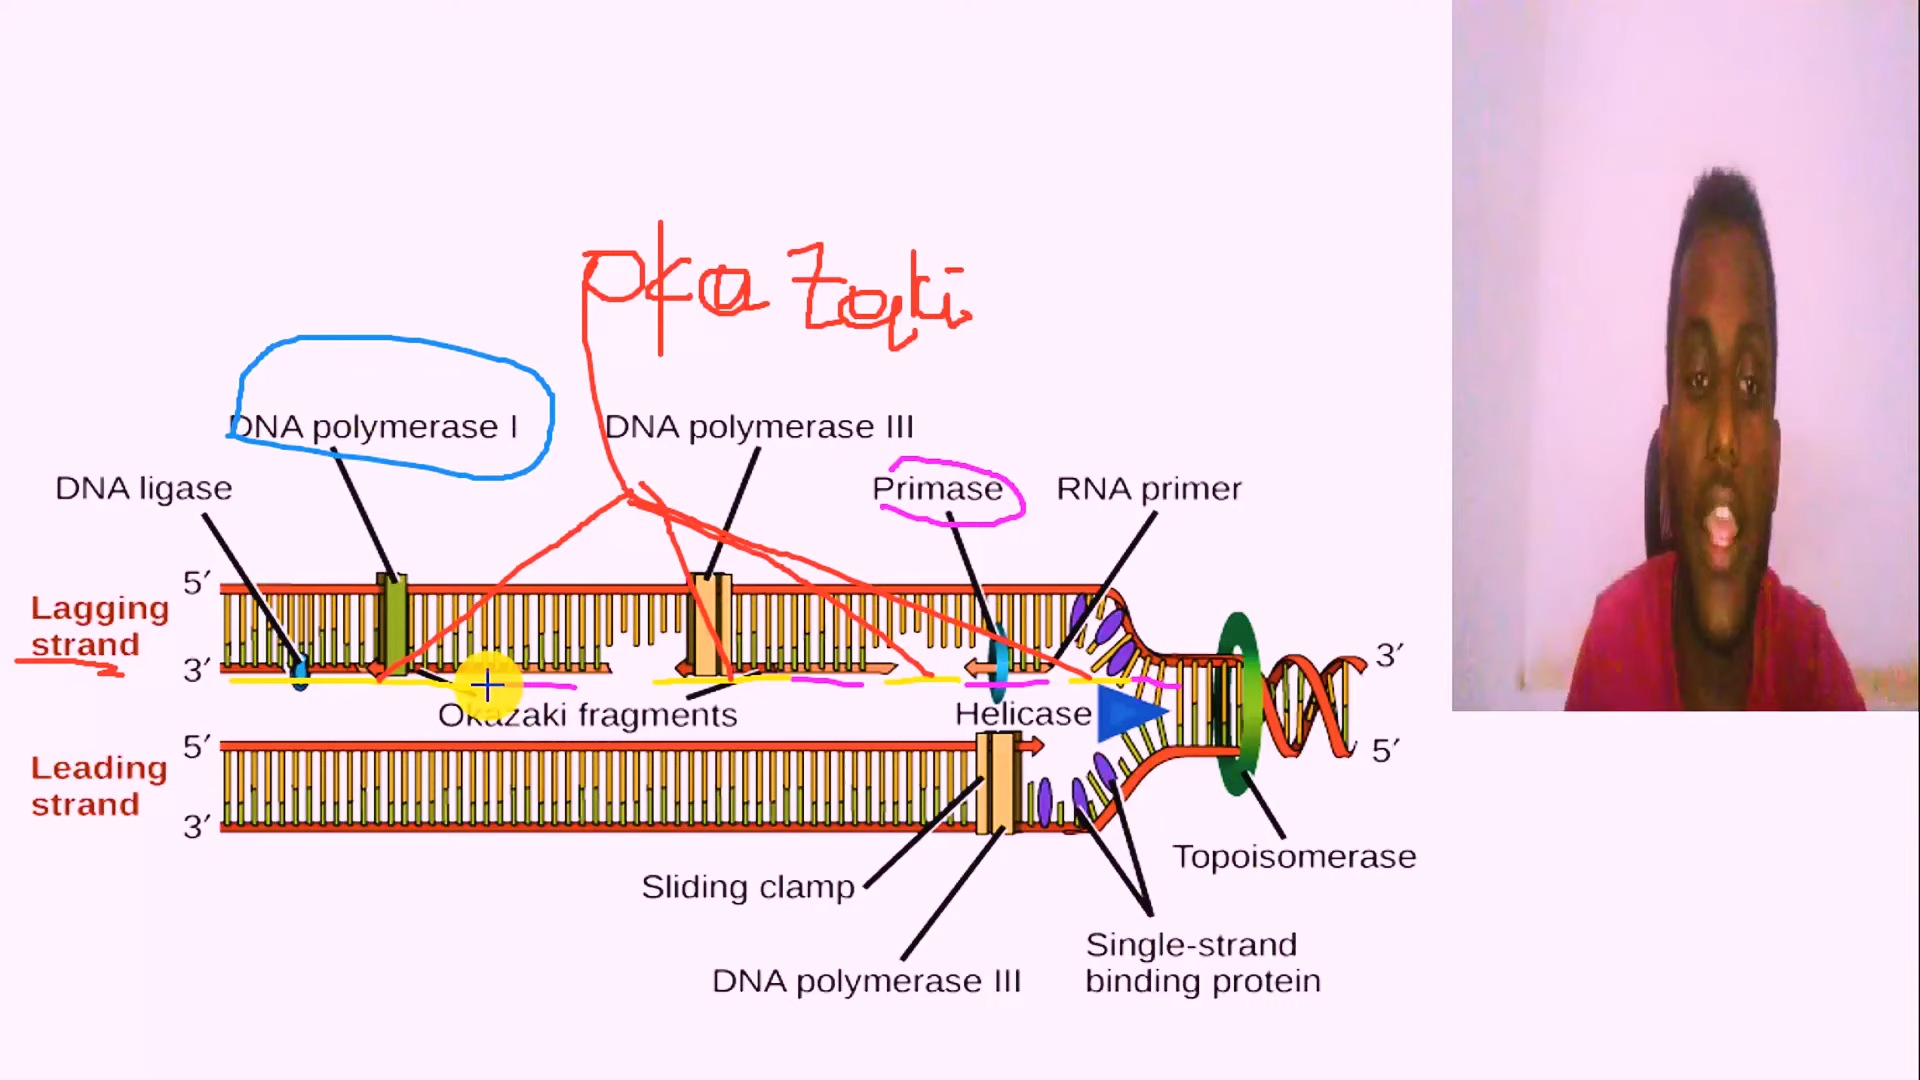 Okazaki
DNA polymerase I
DNA polymerase III
DNA ligase
Primase
RNA primer
5′
Lagging
strand
3′
3′
Okazaki fragments
Helicase
5′
5′
Leading
strand
3′
Topoisomerase
Sliding clamp
Single-strand
binding protein
DNA polymerase III